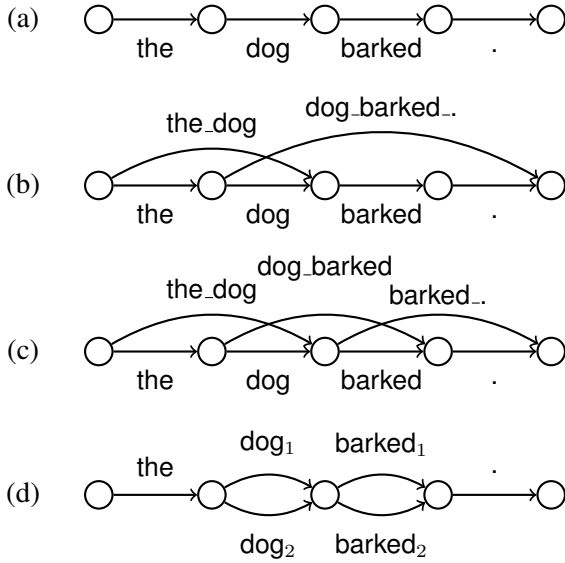 (a)
the dog barked .
the_dog dog_barked_.
(b)
the dog barked .
dog_barked
the_dog barked_.
(c)
the dog barked .
dog₁ barked₁
the .
(d)
dog₂ barked₂